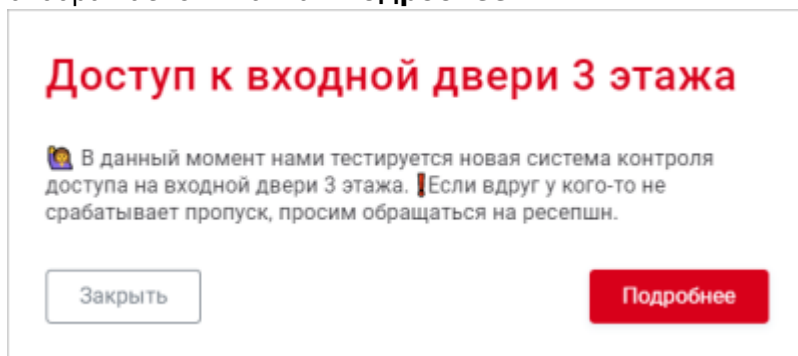 Доступ к входной двери 3 этажа
🙋 В данный момент нами тестируется новая система контроля
доступа на входной двери 3 этажа. ❗Если вдруг у кого-то не
срабатывает пропуск, просим обращаться на ресепшн.
Закрыть
Подробнее